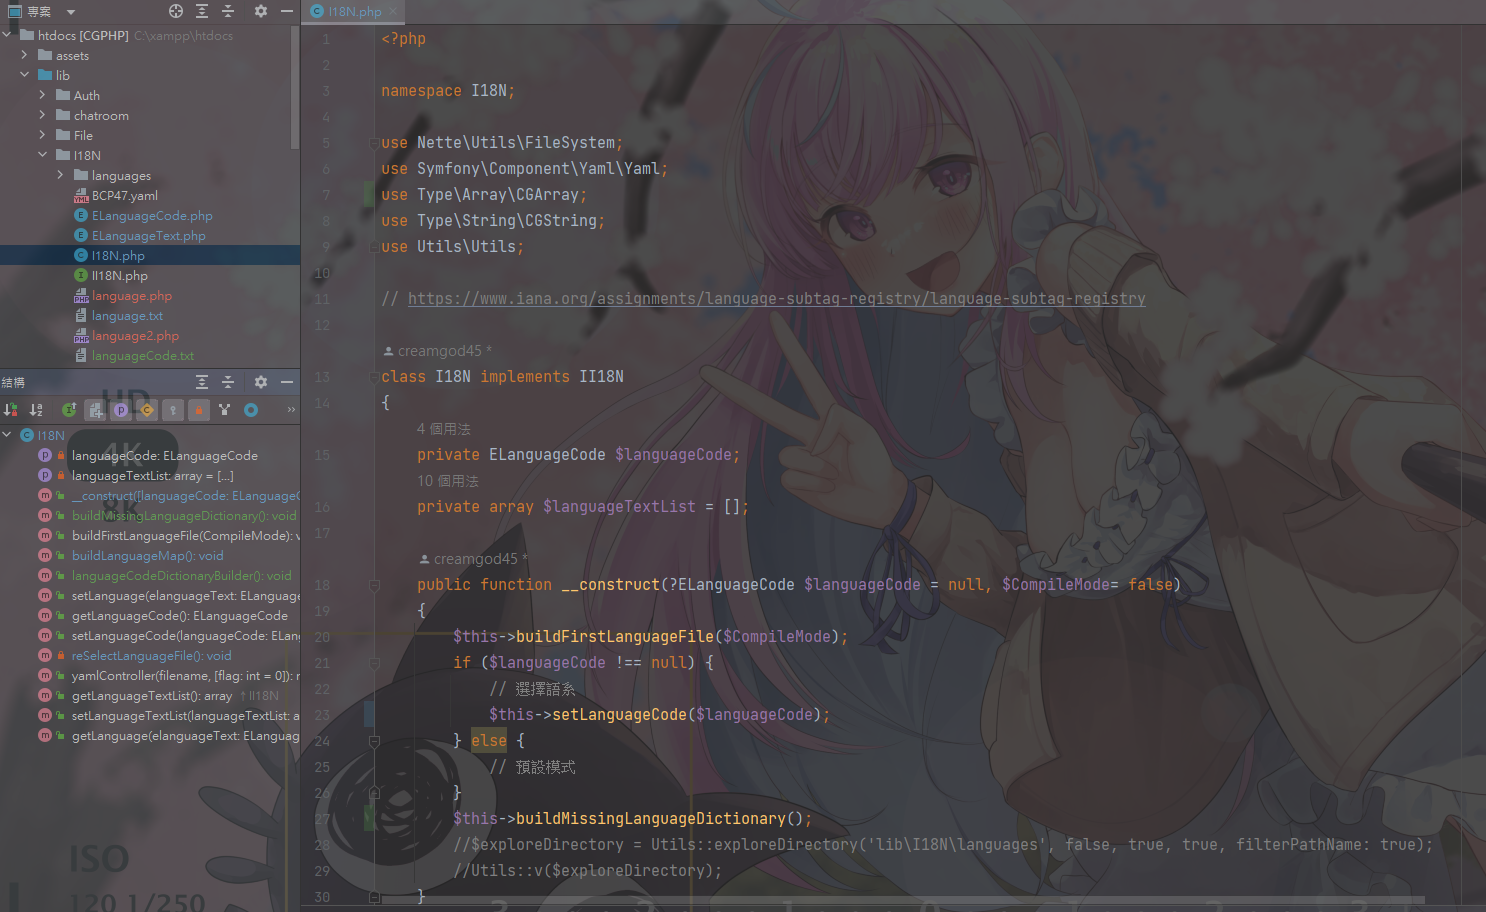 專案
htdocs [CGPHP] C:\xampp\htdocs
assets
lib
Auth
chatroom
File
I18N
languages
BCP47.yaml
ELanguageCode.php
ELanguageText.php
I18N.php
II18N.php
language.php
language.txt
language2.php
languageCode.txt
結構
I18N
languageCode: ELanguageCode
languageTextList: array = [...]
__construct([languageCode: ELanguageC
buildMissingLanguageDictionary(): void
buildFirstLanguageFile(CompileMode): v
buildLanguageMap(): void
languageCodeDictionaryBuilder(): void
setLanguage(elanguageText: ELanguage
getLanguageCode(): ELanguageCode
setLanguageCode(languageCode: ELan
reSelectLanguageFile(): void
yamlController(filename, [flag: int = 0]): r
getLanguageTextList(): array ↑II18N
setLanguageTextList(languageTextList: a
getLanguage(elanguageText: ELanguag
HD
4K
8K
ISO
120 1/250
I18N.php
1 <?php
2
3 namespace I18N;
4
5 use Nette\Utils\FileSystem;
6 use Symfony\Component\Yaml\Yaml;
7 use Type\Array\CGArray;
8 use Type\String\CGString;
9 use Utils\Utils;
10
11 // https://www.iana.org/assignments/language-subtag-registry/language-subtag-registry
12
creamgod45 *
13 class I18N implements II18N
14 {
4 個用法
15 private ELanguageCode $languageCode;
10 個用法
16 private array $languageTextList = [];
17
creamgod45 *
18 public function __construct(?ELanguageCode $languageCode = null, $CompileMode= false)
19 {
20 $this->buildFirstLanguageFile($CompileMode);
21 if ($languageCode !== null) {
22 // 選擇語系
23 $this->setLanguageCode($languageCode);
24 } else {
25 // 預設模式
26 }
27 $this->buildMissingLanguageDictionary();
28 //$exploreDirectory = Utils::exploreDirectory('lib\I18N\languages', false, true, true, filterPathName: true);
29 //Utils::v($exploreDirectory);
30 }